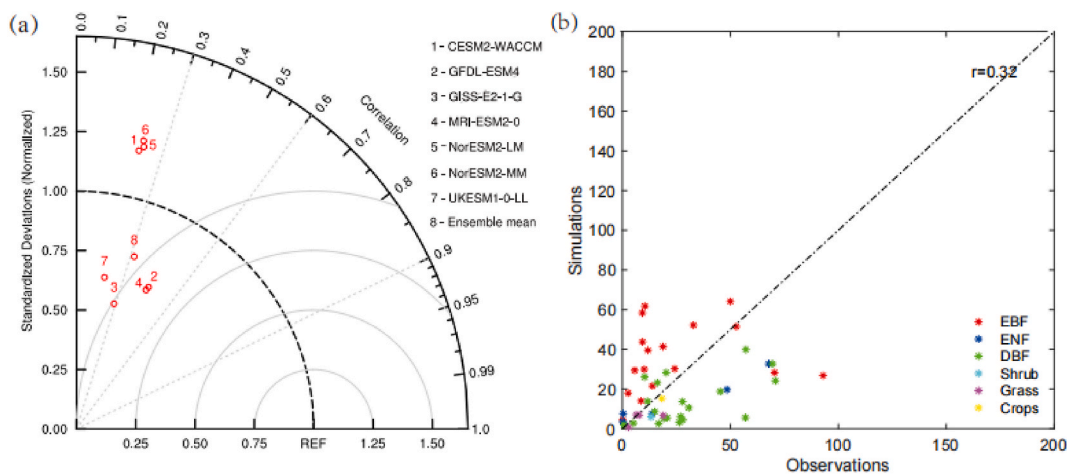 (a)
0.0
0.1
0.2
0.3
0.4
0.5
0.6
0.7
0.8
0.9
0.95
0.99
1.0
Correlation
1.50
1.25
1.00
0.75
0.50
0.25
0.00
Standardized Deviations (Normalized)
0.25
0.50
0.75
REF
1.25
1.50
6
1
5
8
7
3
4
2
1 - CESM2-WACCM
2 - GFDL-ESM4
3 - GISS-E2-1-G
4 - MRI-ESM2-0
5 - NorESM2-LM
6 - NorESM2-MM
7 - UKESM1-0-LL
8 - Ensemble mean
(b)
200
180
160
140
120
100
80
60
40
20
0
Simulations
r=0.32
EBF
ENF
DBF
Shrub
Grass
Crops
0
50
100
150
200
Observations